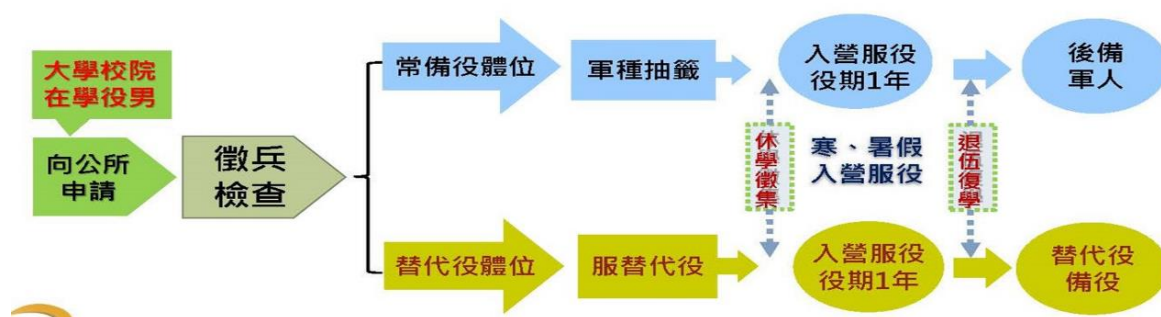 大學校院
在學役男
向公所
申請
徵兵
檢查
常備役體位
軍種抽籤
入營服役
役期1年
後備
軍人
休學徵集
寒、暑假
入營服役
退伍復學
替代役體位
服替代役
入營服役
役期1年
替代役
備役